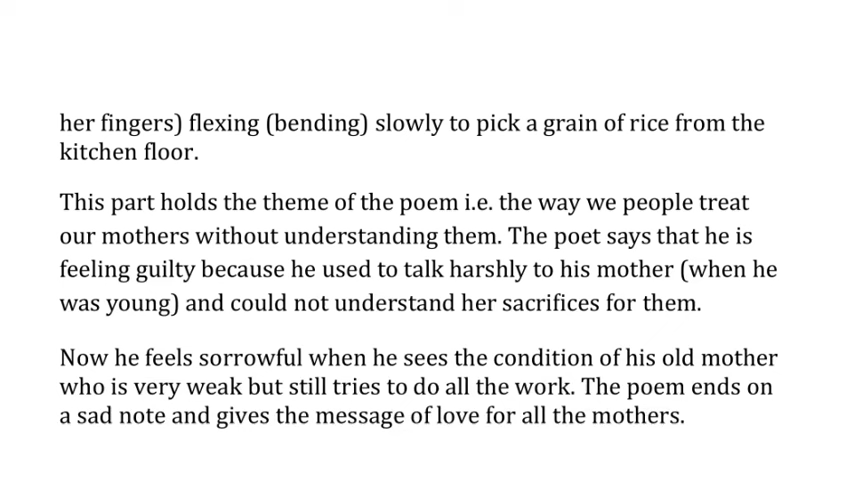 her fingers) flexing (bending) slowly to pick a grain of rice from the
kitchen floor.
This part holds the theme of the poem i.e. the way we people treat
our mothers without understanding them. The poet says that he is
feeling guilty because he used to talk harshly to his mother (when he
was young) and could not understand her sacrifices for them.
Now he feels sorrowful when he sees the condition of his old mother
who is very weak but still tries to do all the work. The poem ends on
a sad note and gives the message of love for all the mothers.